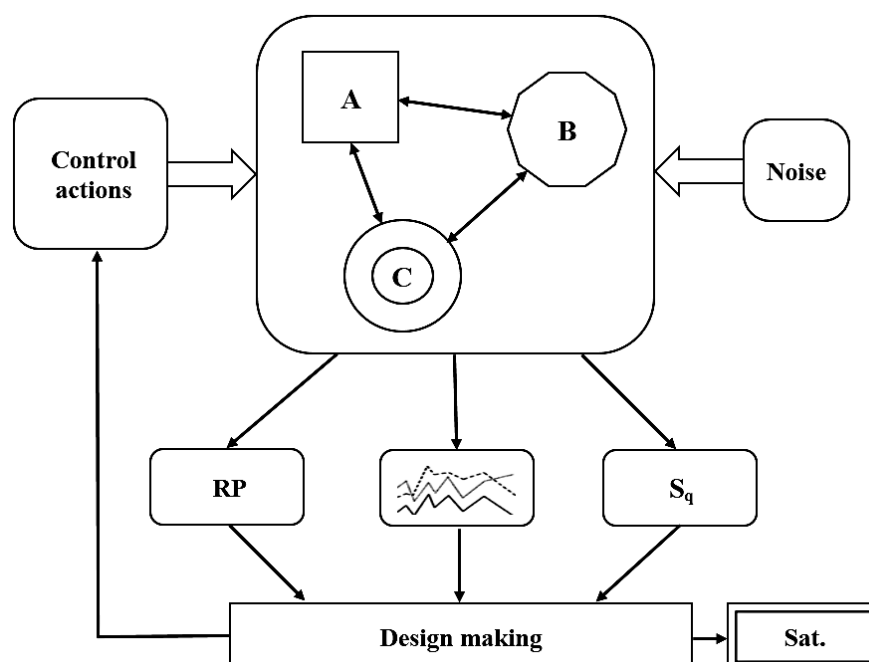 A
B
Control
actions
Noise
C
RP
Sq
Design making
Sat.